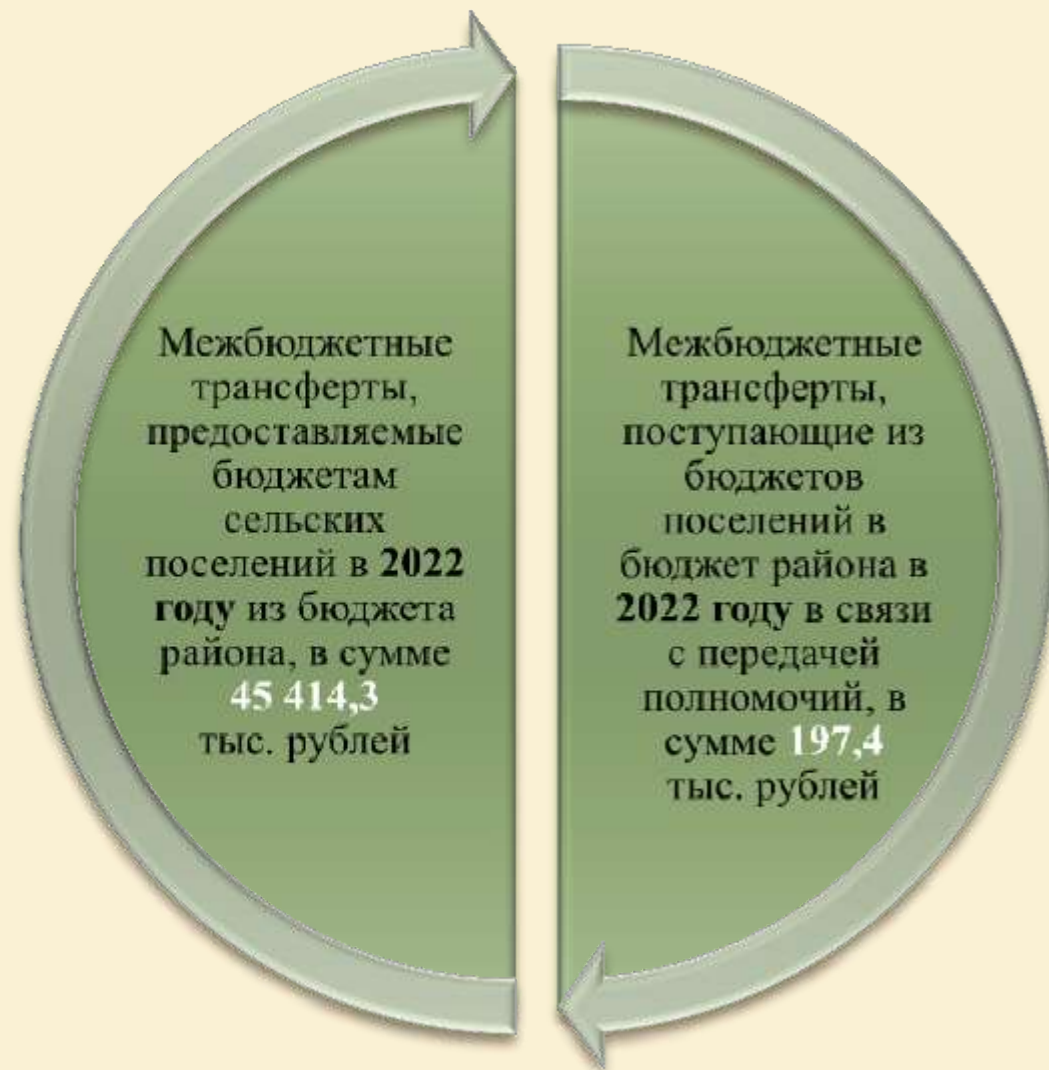 Межбюджетные
трансферты,
предоставляемые
бюджетам
сельских
поселений в 2022
году из бюджета
района, в сумме
45 414,3
тыс. рублей
Межбюджетные
трансферты,
поступающие из
бюджетов
поселений в
бюджет района в
2022 году в связи
с передачей
полномочий, в
сумме 197,4
тыс. рублей